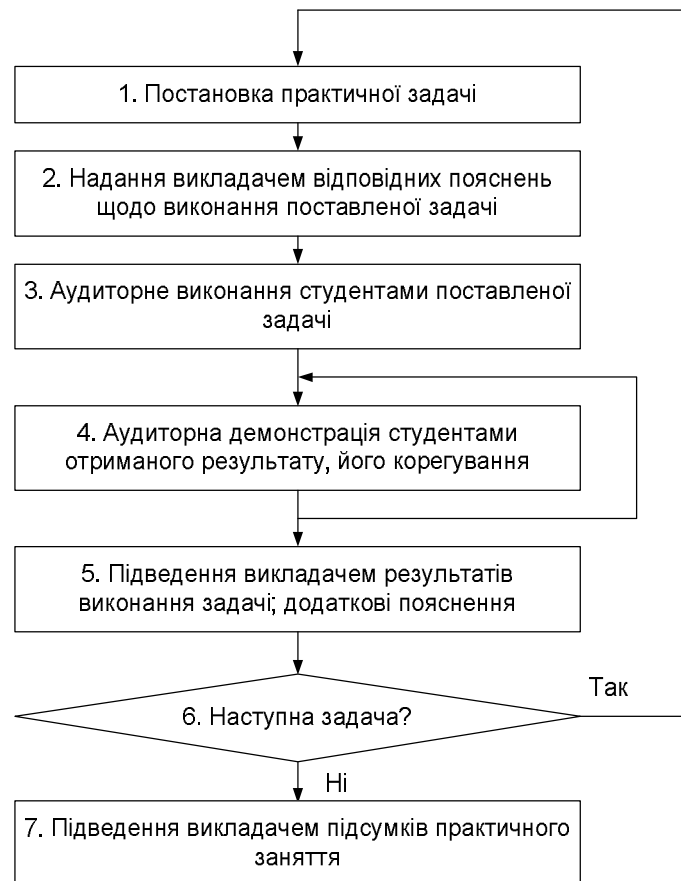 1. Постановка практичної задачі
2. Надання викладачем відповідних пояснень
щодо виконання поставленої задачі
3. Аудиторне виконання студентами поставленої
задачі
4. Аудиторна демонстрація студентами
отриманого результату, його корегування
5. Підведення викладачем результатів
виконання задачі; додаткові пояснення
6. Наступна задача?
Так
Ні
7. Підведення викладачем підсумків практичного
заняття